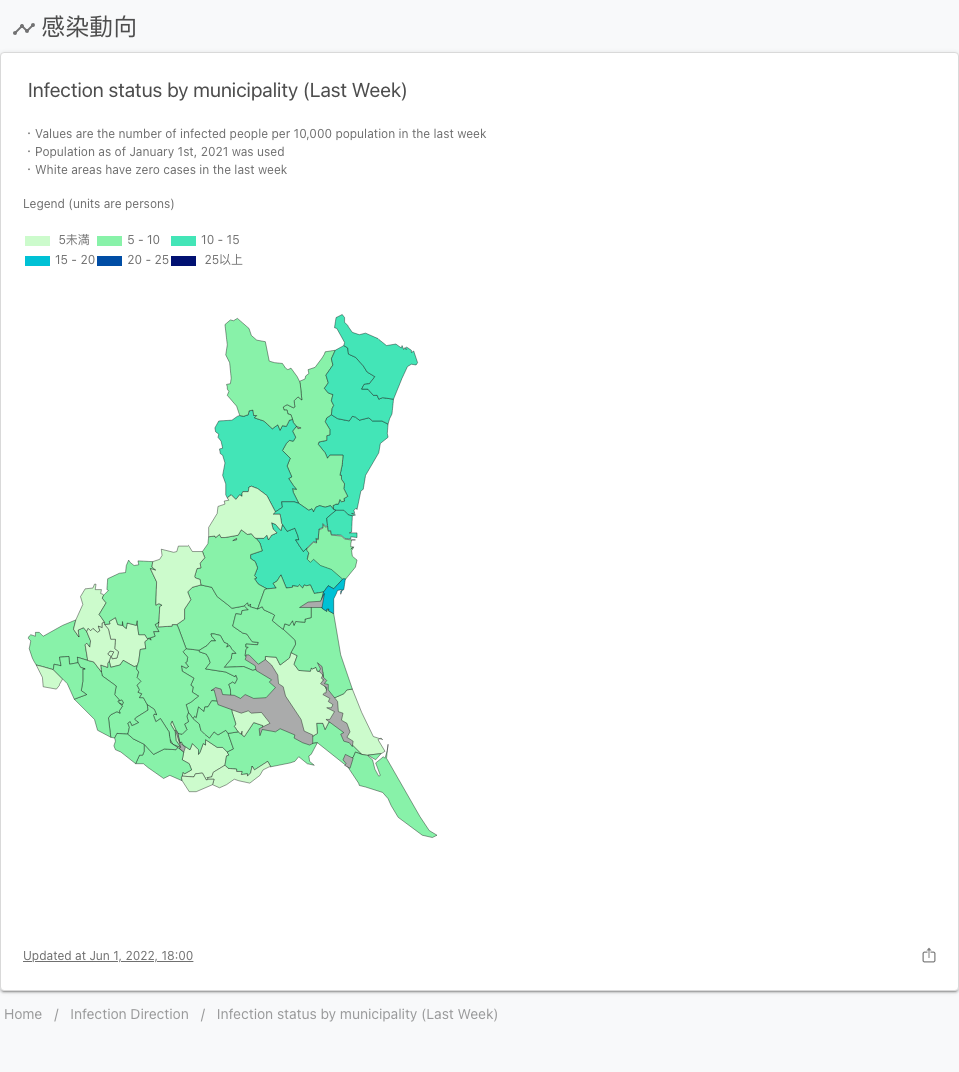 感染動向
Infection status by municipality (Last Week)
・Values are the number of infected people per 10,000 population in the last week
・Population as of January 1st, 2021 was used
・White areas have zero cases in the last week
Legend (units are persons)
5未満 5 - 10 10 - 15
15 - 20 20 - 25 25以上
Updated at Jun 1, 2022, 18:00
Home / Infection Direction / Infection status by municipality (Last Week)